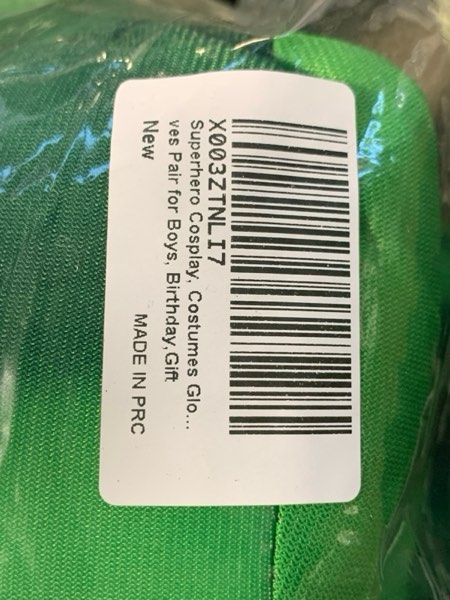 X003ZTNLI7
Superhero Cosplay, Costumes Glo...
ves Pair for Boys, Birthday,Gift
New
MADE IN PRC